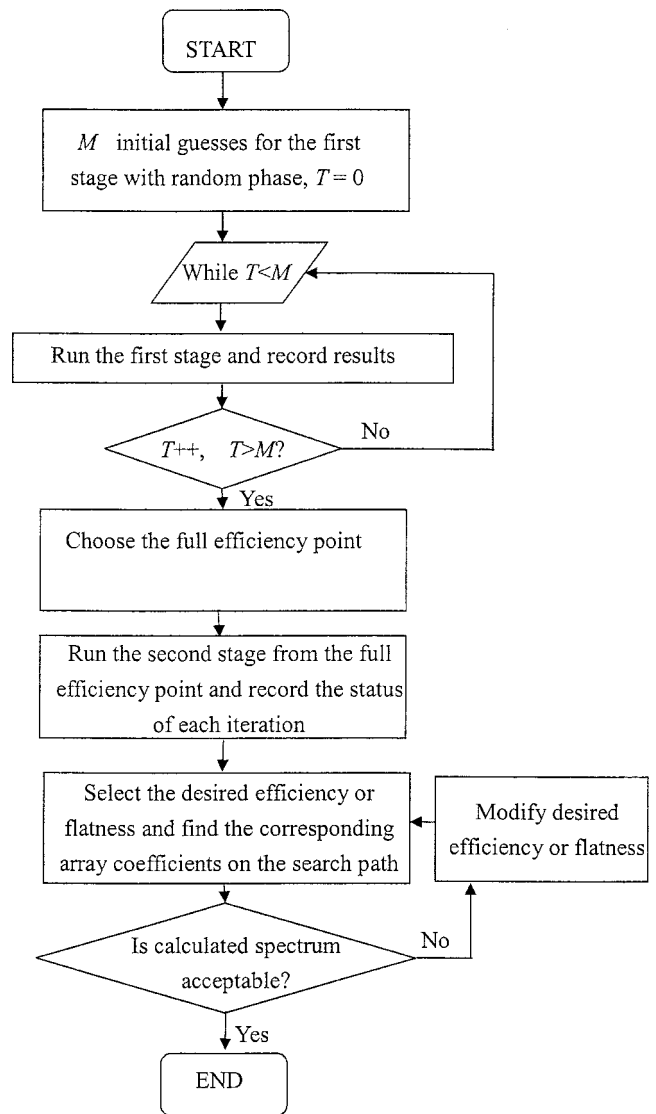 START
M initial guesses for the first
stage with random phase, T = 0
While T<M
Run the first stage and record results
T++, T>M?
No
Yes
Choose the full efficiency point
Run the second stage from the full
efficiency point and record the status
of each iteration
Select the desired efficiency or
flatness and find the corresponding
array coefficients on the search path
Modify desired
efficiency or flatness
Is calculated spectrum
acceptable?
No
Yes
END